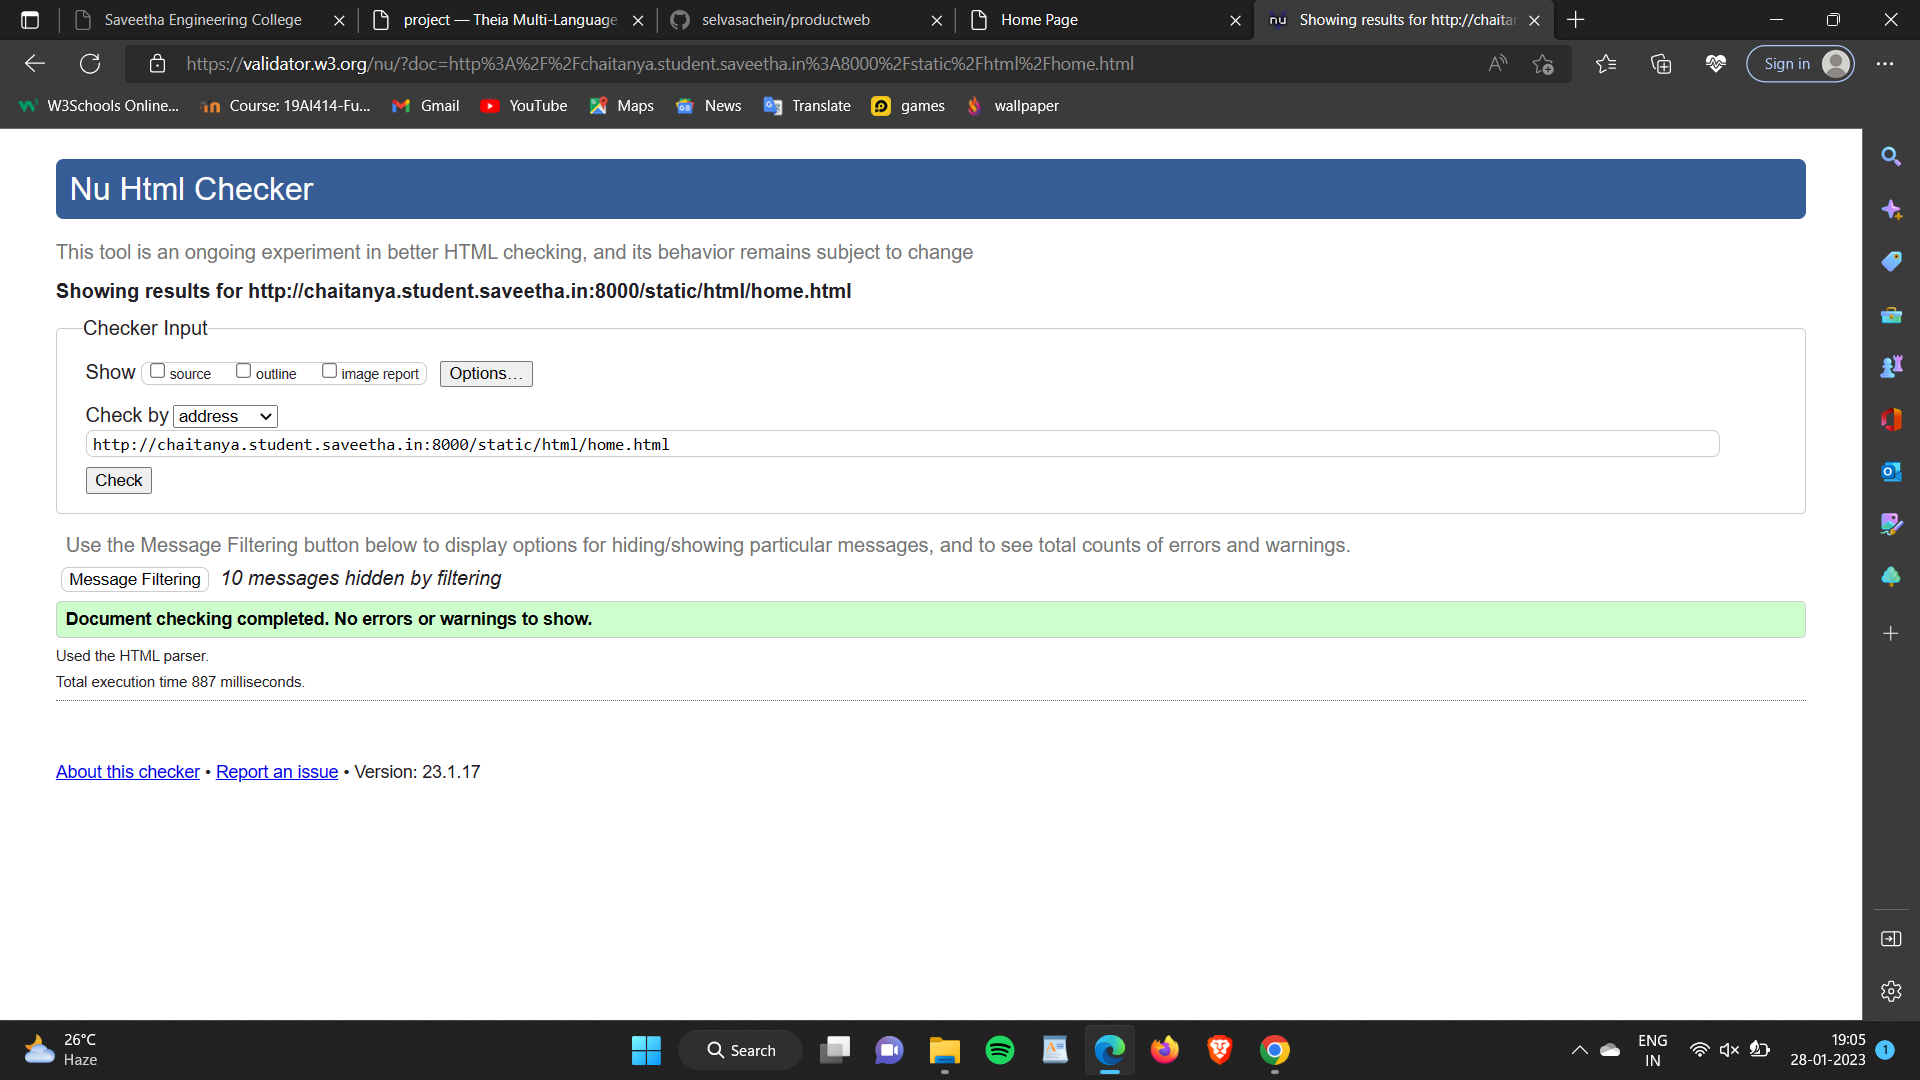 Saveetha Engineering College
project — Theia Multi-Language
selvasachein/productweb
Home Page
nu Showing results for http://chaitan
https://validator.w3.org/nu/?doc=http%3A%2F%2Fchaitanya.student.saveetha.in%3A8000%2Fstatic%2Fhtml%2Fhome.html
Sign in
W3Schools Online... Course: 19AI414-Fu... Gmail YouTube Maps News Translate games wallpaper
Nu Html Checker
This tool is an ongoing experiment in better HTML checking, and its behavior remains subject to change
Showing results for http://chaitanya.student.saveetha.in:8000/static/html/home.html
Checker Input
Show source outline image report Options...
Check by address
http://chaitanya.student.saveetha.in:8000/static/html/home.html
Check
Use the Message Filtering button below to display options for hiding/showing particular messages, and to see total counts of errors and warnings.
Message Filtering 10 messages hidden by filtering
Document checking completed. No errors or warnings to show.
Used the HTML parser.
Total execution time 887 milliseconds.
About this checker • Report an issue • Version: 23.1.17
26°C
Haze
Search
ENG
IN
19:05
28-01-2023
1